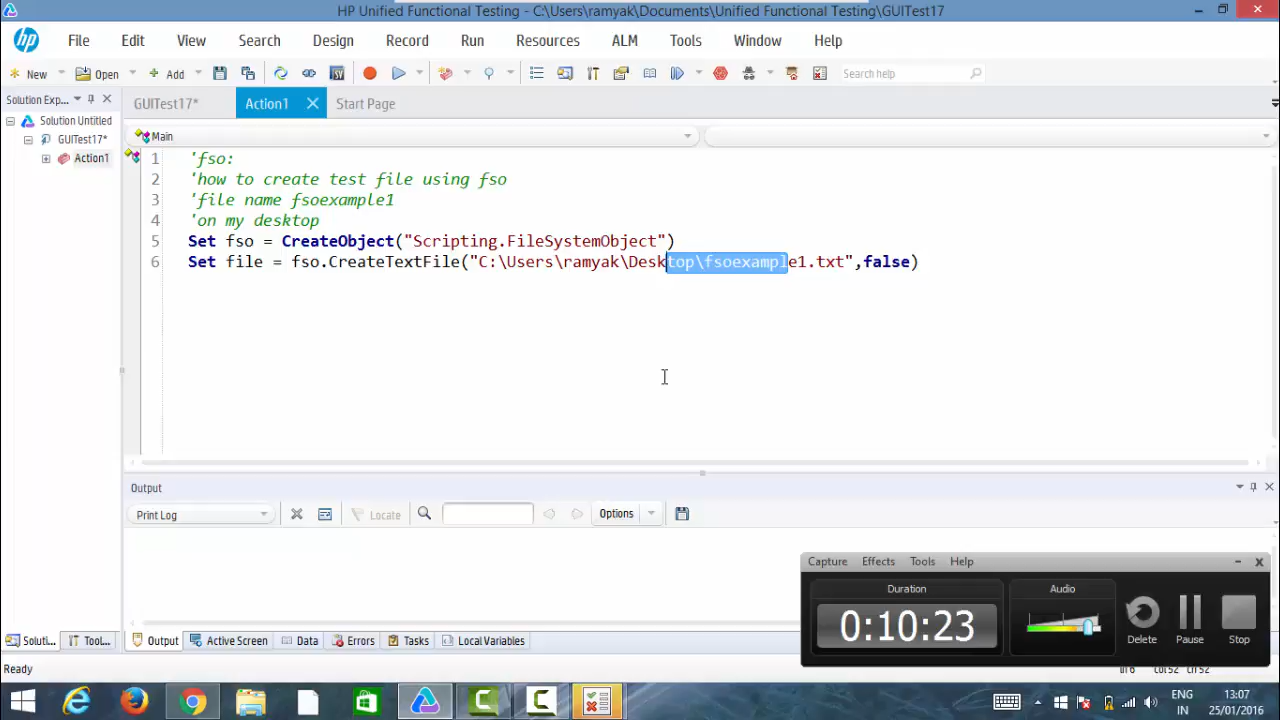 HP Unified Functional Testing - C:\Users\ramyak\Documents\Unified Functional Testing\GUITest17
hp File Edit View Search Design Record Run Resources ALM Tools Window Help
New Open Add Search help
Solution Exp... GUITest17* Action1 Start Page
Solution Untitled
GUITest17*
Action1
Main
1 'fso:
2 'how to create test file using fso
3 'file name fsoexample1
4 'on my desktop
5 Set fso = CreateObject("Scripting.FileSystemObject")
6 Set file = fso.CreateTextFile("C:\Users\ramyak\Desktop\fsoexample1.txt",false)
Output
Print Log Locate Options
Capture Effects Tools Help
Duration Audio
0:10:23
Delete Pause Stop
Soluti... Tool... Output Active Screen Data Errors Tasks Local Variables
Ready
ENG 13:07
IN 25/01/2016